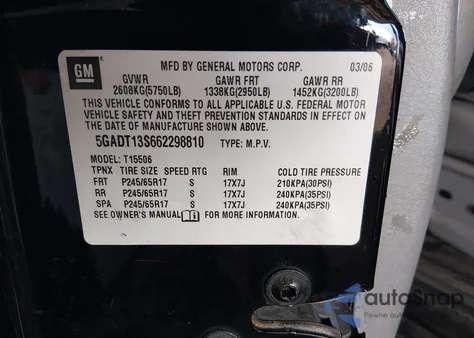 GM
MFD BY GENERAL MOTORS CORP. 03/06
GVWR GAWR FRT GAWR RR
2608KG(5750LB) 1338KG(2950LB) 1452KG(3200LB)
THIS VEHICLE CONFORMS TO ALL APPLICABLE U.S. FEDERAL MOTOR
VEHICLE SAFETY AND THEFT PREVENTION STANDARDS IN EFFECT ON
THE DATE OF MANUFACTURE SHOWN ABOVE.
5GADT13S662298810 TYPE: M.P.V.
MODEL: T15506
TPNX TIRE SIZE SPEED RTG RIM COLD TIRE PRESSURE
FRT P245/65R17 S 17X7J 210KPA(30PSI)
RR P245/65R17 S 17X7J 240KPA(35PSI)
SPA P245/65R17 S 17X7J 240KPA(35PSI)
SEE OWNER'S MANUAL FOR MORE INFORMATION.
autoSnap
Pewne auto